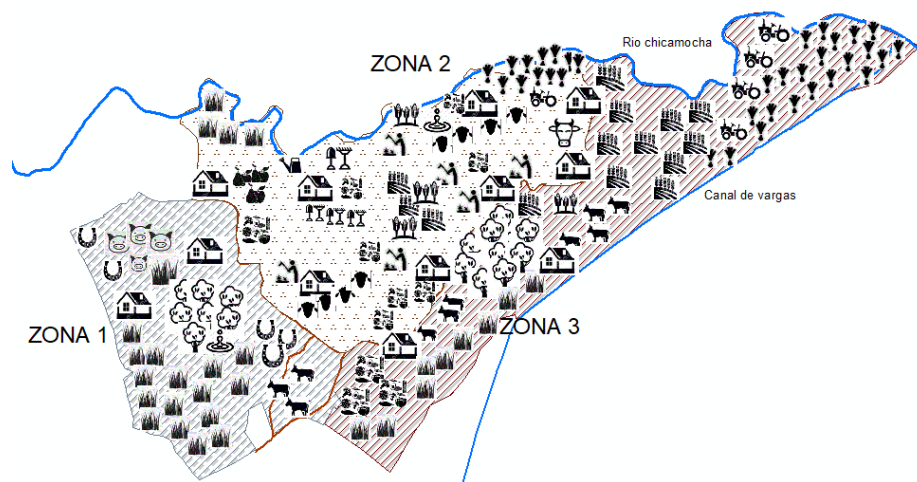 Rio chicamocha
ZONA 2
Canal de vargas
ZONA 1
ZONA 3